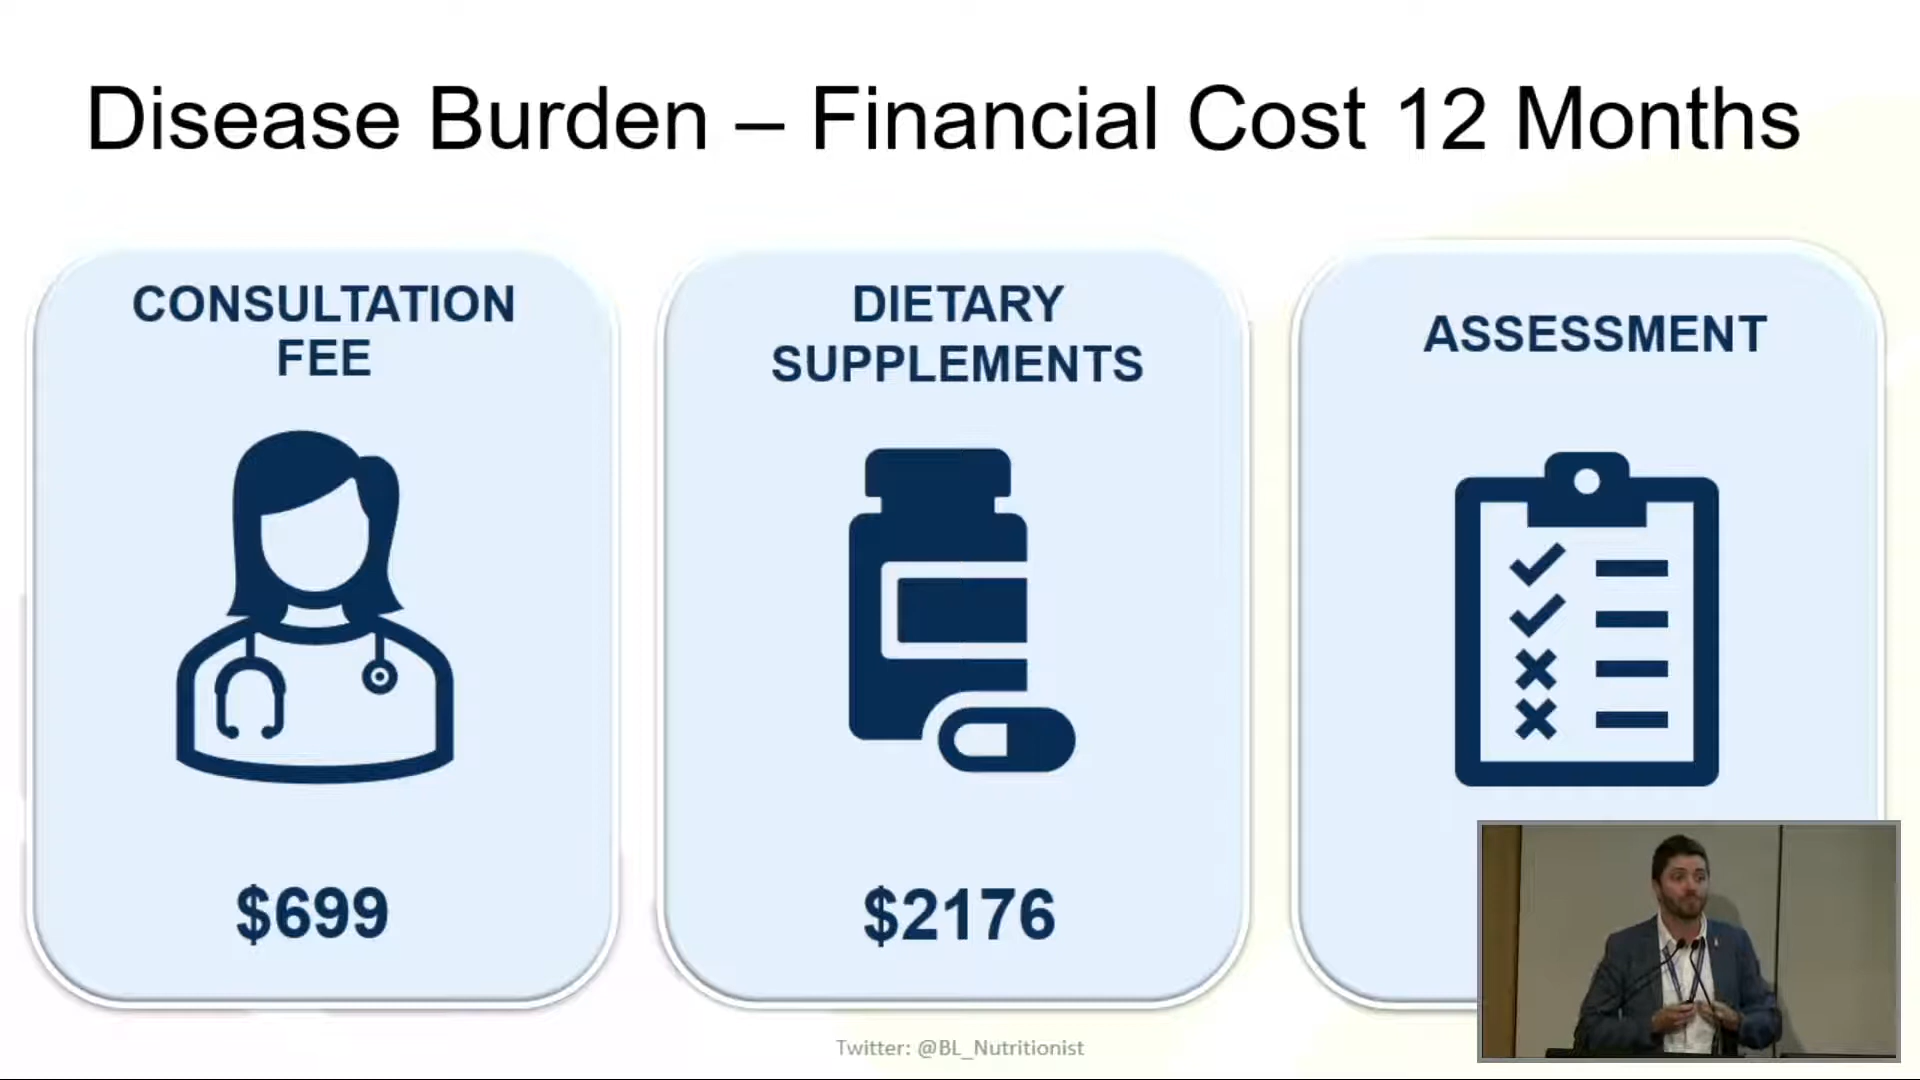 Disease Burden – Financial Cost 12 Months
CONSULTATION
FEE
$699
DIETARY
SUPPLEMENTS
$2176
ASSESSMENT
Twitter: @BL_Nutritionist